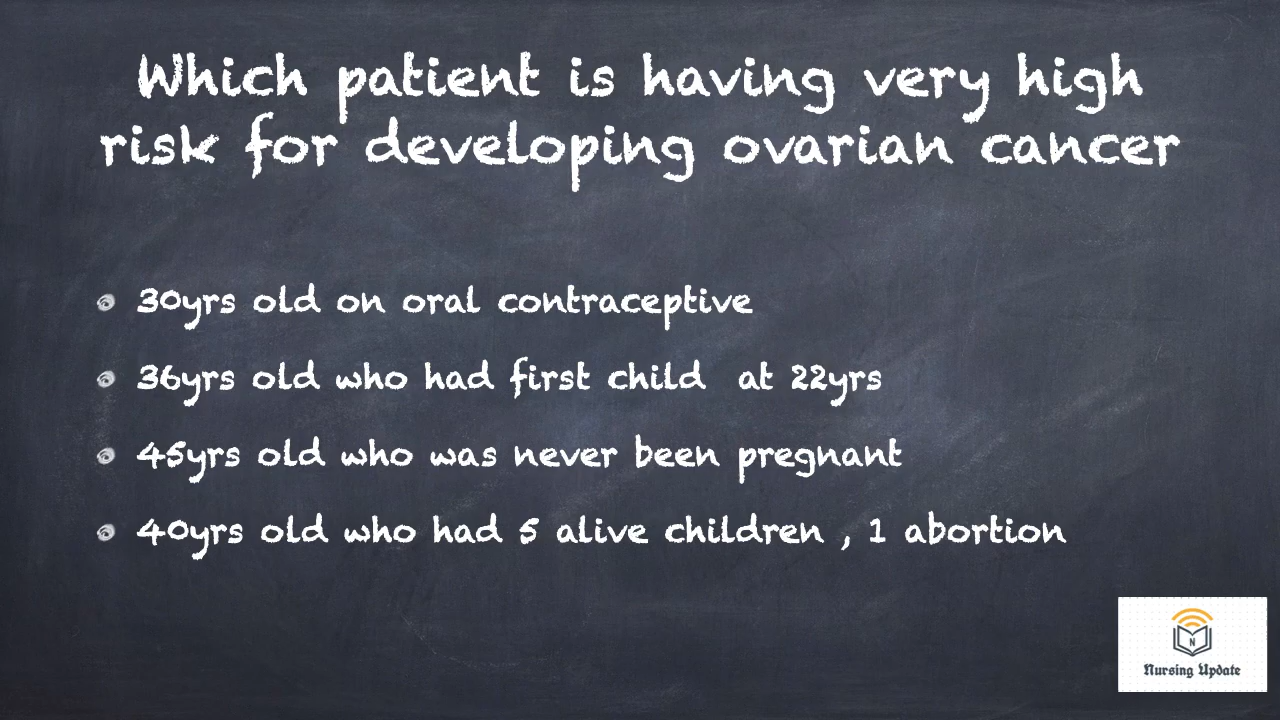 Which patient is having very high
risk for developing ovarian cancer
30yrs old on oral contraceptive
36yrs old who had first child at 22yrs
45yrs old who was never been pregnant
40yrs old who had 5 alive children , 1 abortion
N
Nursing Update